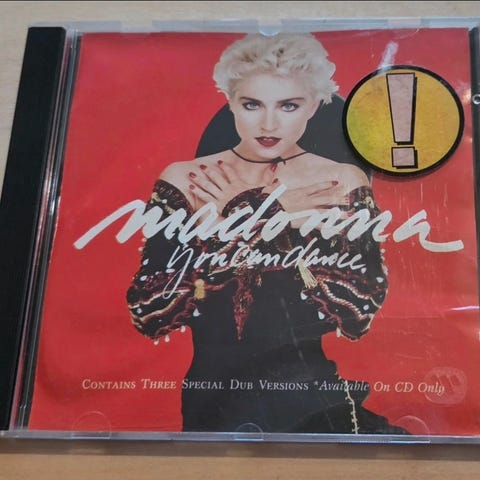 !
madonna
you can dance.
CONTAINS THREE SPECIAL DUB VERSIONS *Available On CD Only